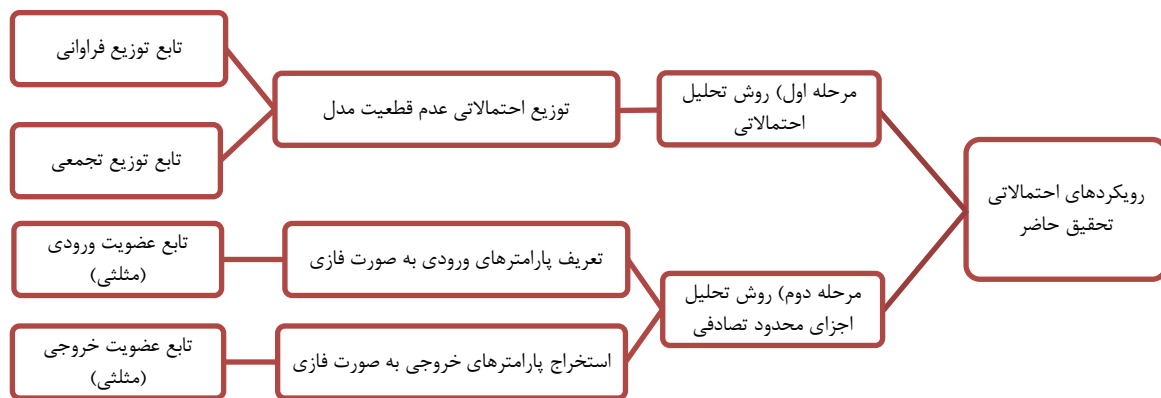 رویکردهای احتمالاتی
تحقیق حاضر
مرحله اول) روش تحلیل
احتمالاتی
توزیع احتمالاتی عدم قطعیت مدل
تابع توزیع فراوانی
تابع توزیع تجمعی
مرحله دوم) روش تحلیل
اجزای محدود تصادفی
تعریف پارامترهای ورودی به صورت فازی
تابع عضویت ورودی
(مثلثی)
استخراج پارامترهای خروجی به صورت فازی
تابع عضویت خروجی
(مثلثی)